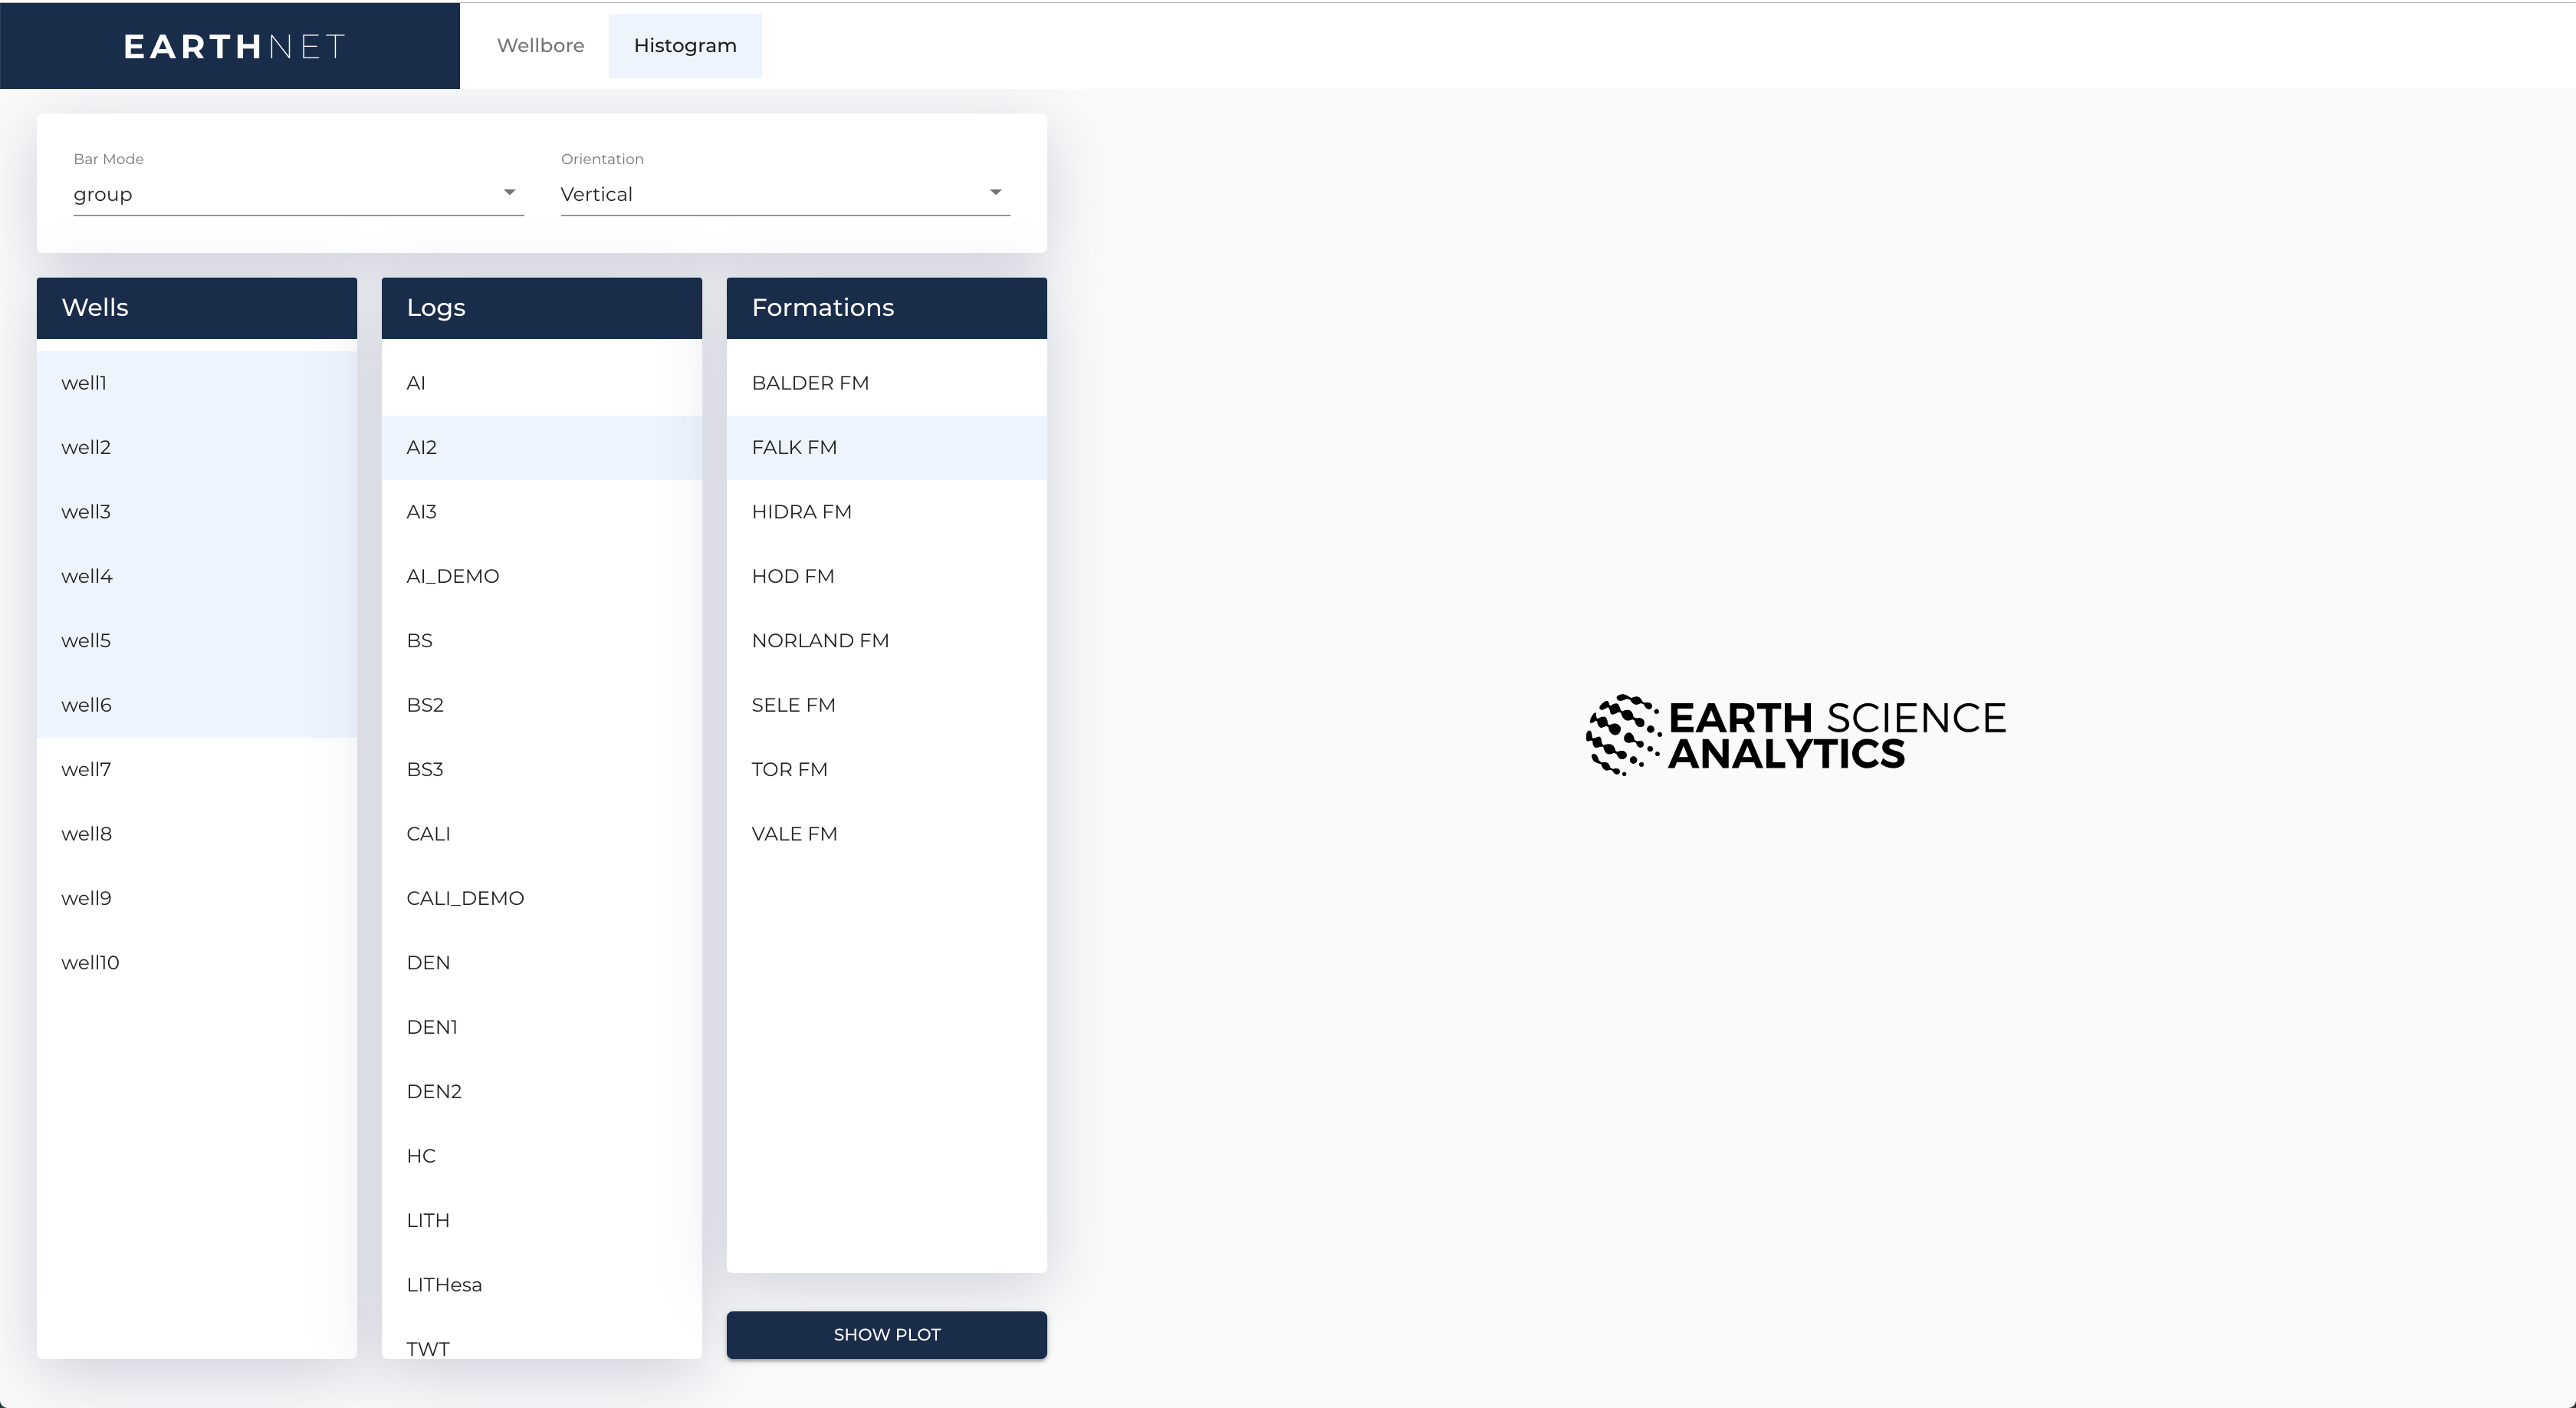 EARTHNET
Wellbore
Histogram
Bar Mode
group
Orientation
Vertical
Wells
well1
well2
well3
well4
well5
well6
well7
well8
well9
well10
Logs
AI
AI2
AI3
AI_DEMO
BS
BS2
BS3
CALI
CALI_DEMO
DEN
DEN1
DEN2
HC
LITH
LITHesa
TWT
Formations
BALDER FM
FALK FM
HIDRA FM
HOD FM
NORLAND FM
SELE FM
TOR FM
VALE FM
SHOW PLOT
EARTH SCIENCE
ANALYTICS